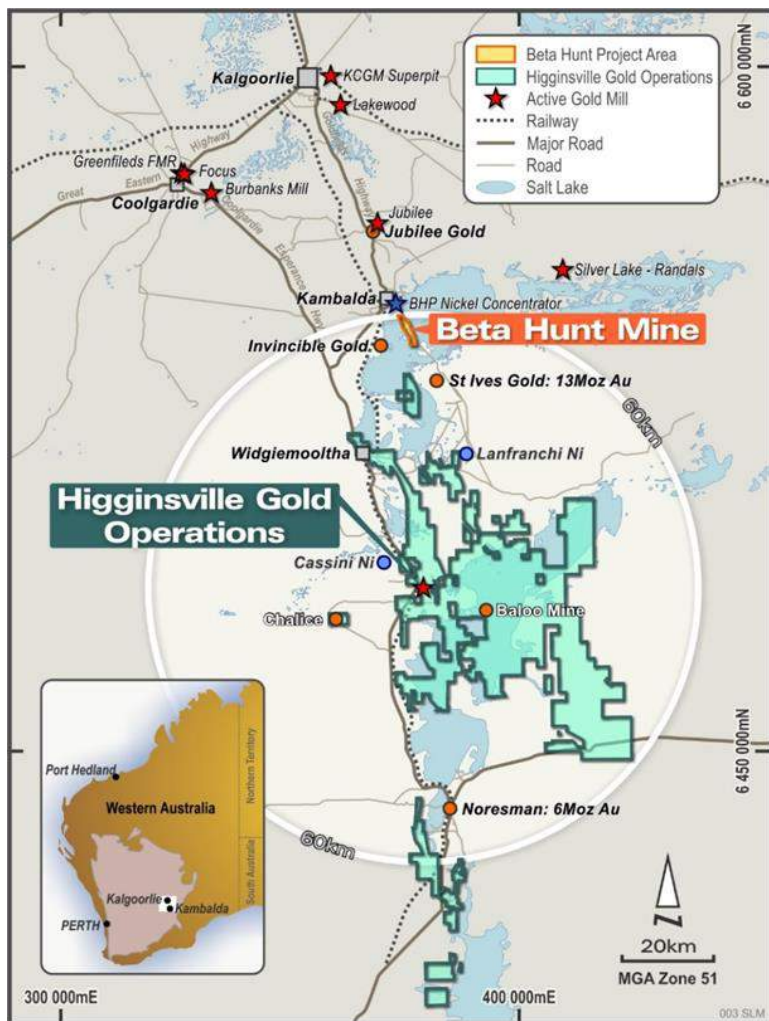 Kalgoorlie
KCGM Superpit
Lakewood
Beta Hunt Project Area
Higginsville Gold Operations
Active Gold Mill
Railway
Major Road
Road
Salt Lake
6 600 000mN
Greenfileds FMR
Focus
Burbanks Mill
Coolgardie
Great Eastern Highway
Goldfields Highway
Coolgardie Esperance Hwy
Jubilee
Jubilee Gold
Silver Lake - Randals
Kambalda
BHP Nickel Concentrator
Beta Hunt Mine
Invincible Gold
St Ives Gold: 13Moz Au
60km
Widgiemooltha
Lanfranchi Ni
Higginsville Gold
Operations
Cassini Ni
Chalice
Baloo Mine
6 450 000mN
Noresman: 6Moz Au
60km
Port Hedland
Western Australia
Northern Territory
South Australia
Kalgoorlie
Kambalda
PERTH
N
20km
MGA Zone 51
300 000mE
400 000mE
003 SLM